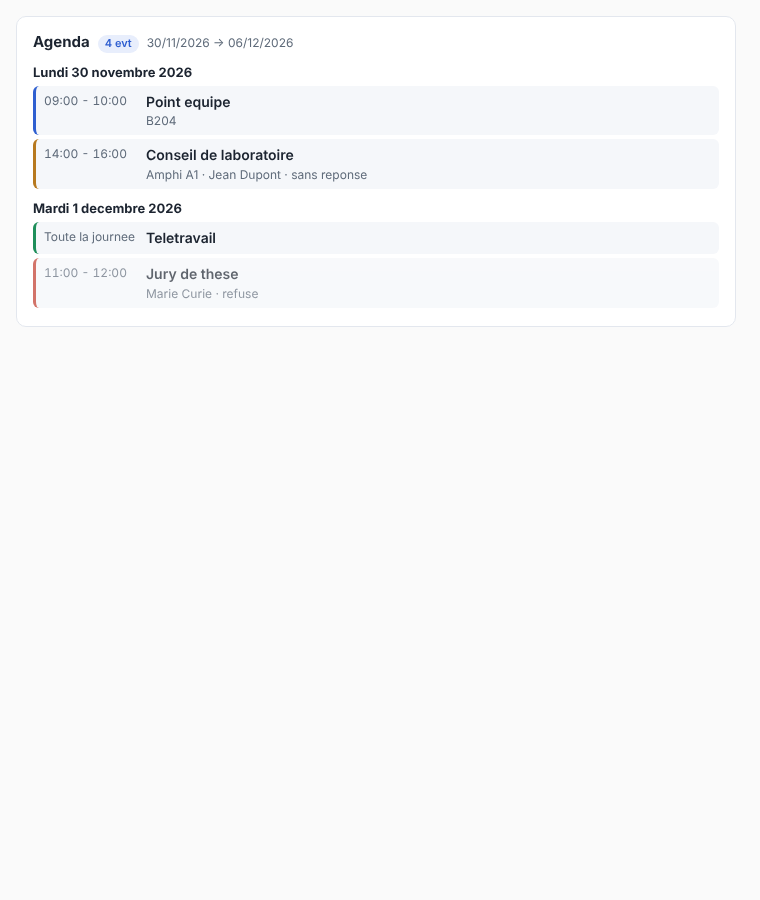 Agenda 4 evt 30/11/2026 → 06/12/2026
Lundi 30 novembre 2026
09:00 - 10:00 Point equipe
B204
14:00 - 16:00 Conseil de laboratoire
Amphi A1 · Jean Dupont · sans reponse
Mardi 1 decembre 2026
Toute la journee Teletravail
11:00 - 12:00 Jury de these
Marie Curie · refuse